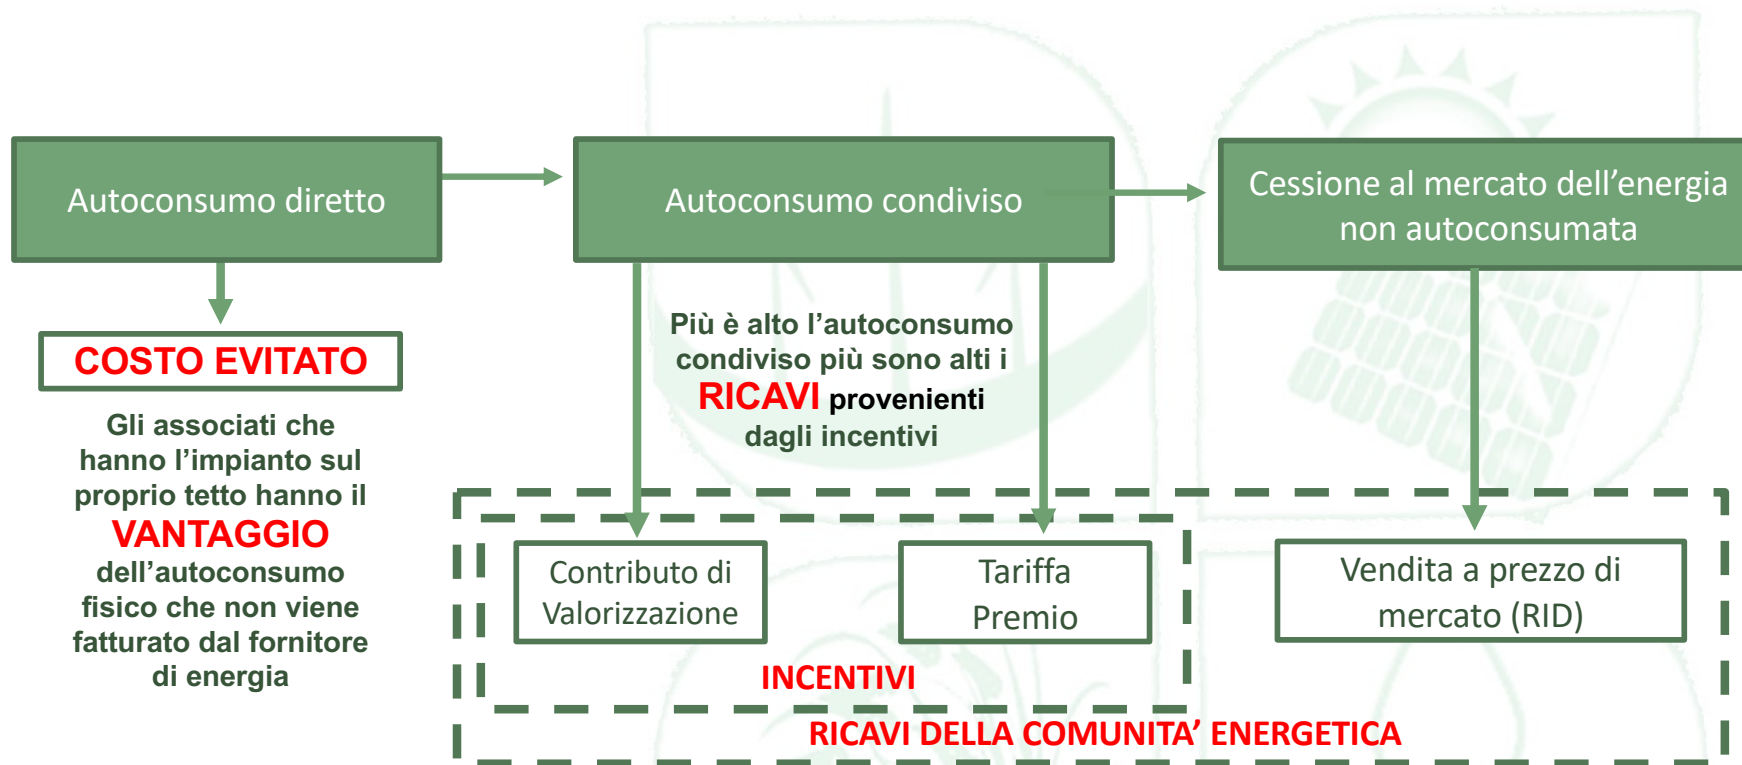 Autoconsumo diretto
Autoconsumo condiviso
Cessione al mercato dell’energia
non autoconsumata
COSTO EVITATO
Gli associati che
hanno l’impianto sul
proprio tetto hanno il
VANTAGGIO
dell’autoconsumo
fisico che non viene
fatturato dal fornitore
di energia
Più è alto l’autoconsumo
condiviso più sono alti i
RICAVI provenienti
dagli incentivi
Contributo di
Valorizzazione
Tariffa
Premio
Vendita a prezzo di
mercato (RID)
INCENTIVI
RICAVI DELLA COMUNITA’ ENERGETICA